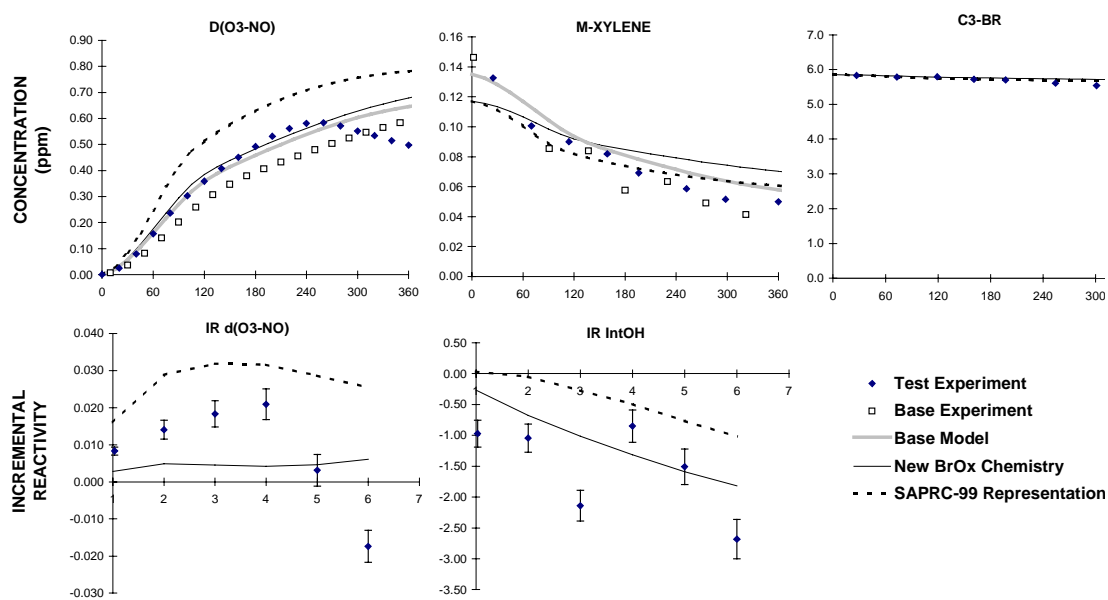 D(O3-NO)
0.90
0.80
0.70
0.60
0.50
0.40
0.30
0.20
0.10
0.00
0 60 120 180 240 300 360
CONCENTRATION
(ppm)
M-XYLENE
0.16
0.14
0.12
0.10
0.08
0.06
0.04
0.02
0.00
0 60 120 180 240 300 360
C3-BR
7.0
6.0
5.0
4.0
3.0
2.0
1.0
0.0
0 60 120 180 240 300
IR d(O3-NO)
0.040
0.030
0.020
0.010
0.000
-0.010
-0.020
-0.030
1 2 3 4 5 6 7
INCREMENTAL
REACTIVITY
IR IntOH
0.50
0.00
-0.50
-1.00
-1.50
-2.00
-2.50
-3.00
-3.50
1 2 3 4 5 6 7
Test Experiment
Base Experiment
Base Model
New BrOx Chemistry
SAPRC-99 Representation